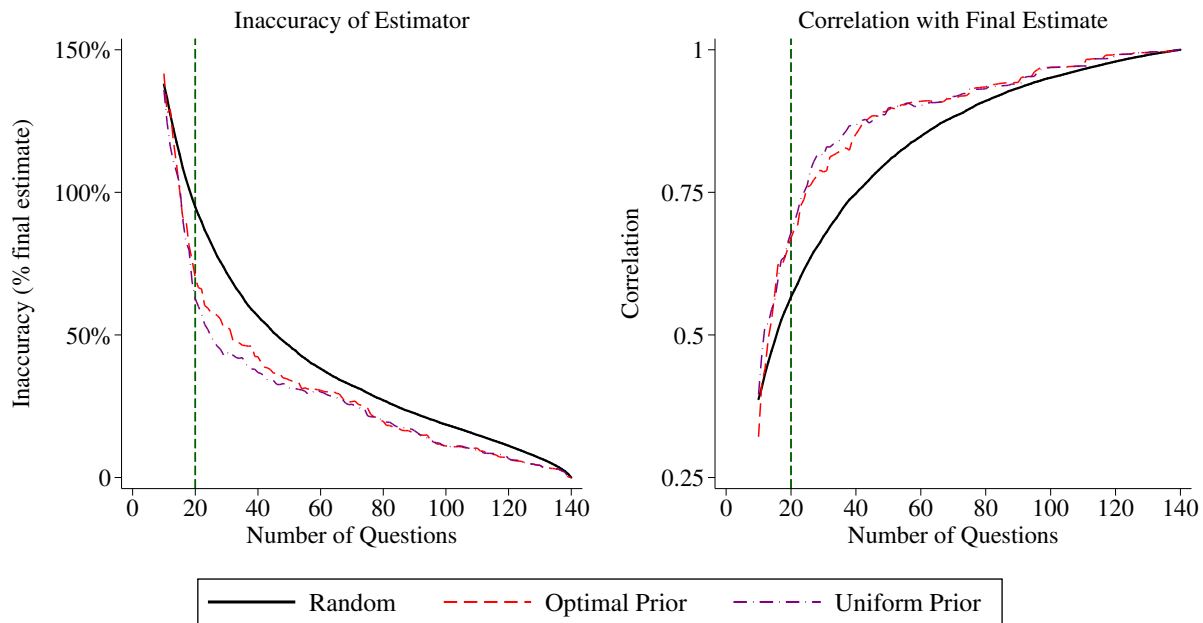 Inaccuracy of Estimator
Inaccuracy (% final estimate)
150%
100%
50%
0
0 20 40 60 80 100 120 140
Number of Questions
Correlation with Final Estimate
Correlation
1
0.75
0.5
0.25
0 20 40 60 80 100 120 140
Number of Questions
Random Optimal Prior Uniform Prior